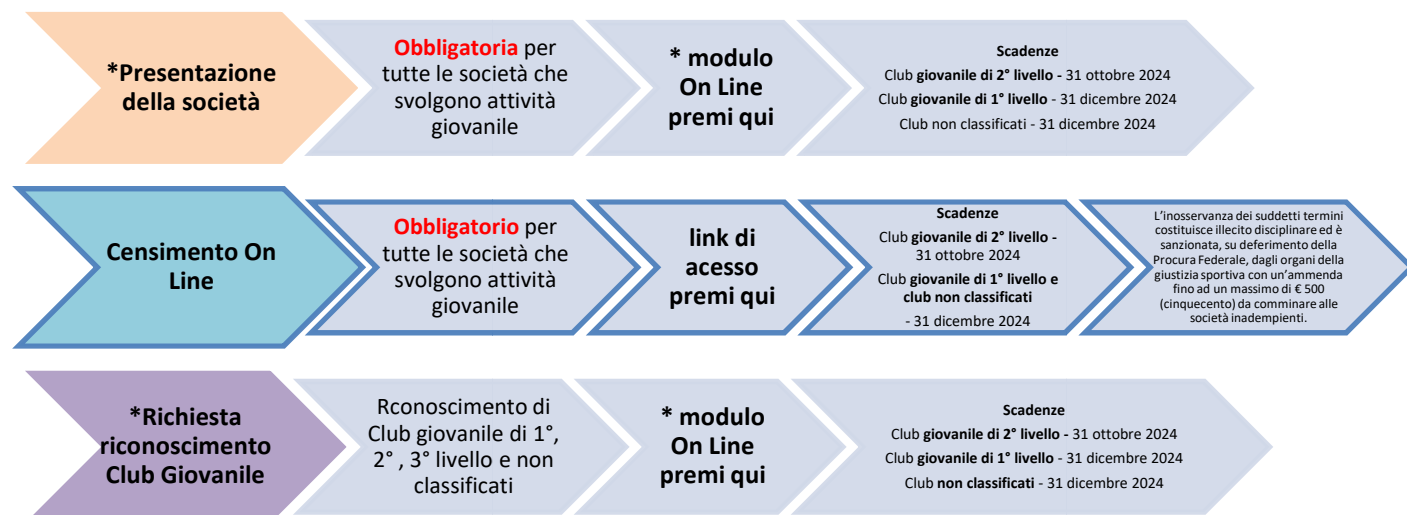 *Presentazione
della società
Obbligatoria per
tutte le società che
svolgono attività
giovanile
* modulo
On Line
premi qui
Scadenze
Club giovanile di 2° livello - 31 ottobre 2024
Club giovanile di 1° livello - 31 dicembre 2024
Club non classificati - 31 dicembre 2024
Censimento On
Line
Obbligatorio per
tutte le società che
svolgono attività
giovanile
link di
acesso
premi qui
Scadenze
Club giovanile di 2° livello -
31 ottobre 2024
Club giovanile di 1° livello e
club non classificati
- 31 dicembre 2024
L'inosservanza dei suddetti termini
costituisce illecito disciplinare ed è
sanzionata, su deferimento della
Procura Federale, dagli organi della
giustizia sportiva con un'ammenda
fino ad un massimo di € 500
(cinquecento) da comminare alle
società inadempienti.
*Richiesta
riconoscimento
Club Giovanile
Rconoscimento di
Club giovanile di 1°,
2° , 3° livello e non
classificati
* modulo
On Line
premi qui
Scadenze
Club giovanile di 2° livello - 31 ottobre 2024
Club giovanile di 1° livello - 31 dicembre 2024
Club non classificati - 31 dicembre 2024